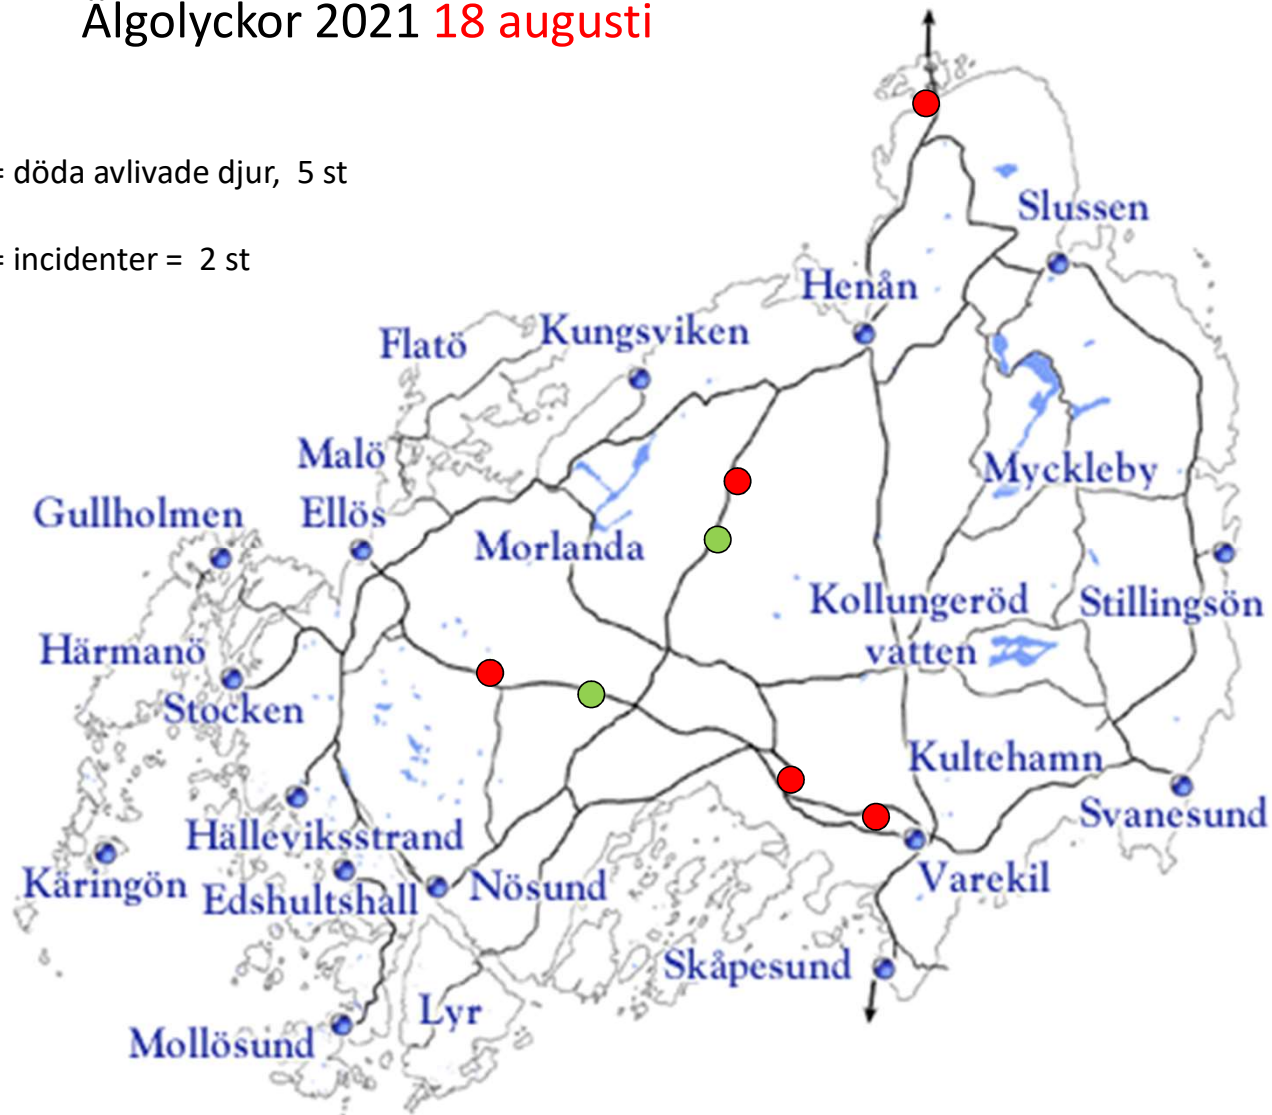 Älgolyckor 2021 18 augusti
= döda avlivade djur,  5 st
Slussen
= incidenter =  2 st
Henån
Kungsviken
Flatö
Malö
Myckleby
Gullholmen
Ellös
Morlanda
Kollungeröd
vatten
Stillingsön
Härmanö
Stocken
Kultehamn
Svanesund
Hälleviksstrand
Varekil
Käringön
Edshultshall
Nösund
Skåpesund
Lyr
Mollösund